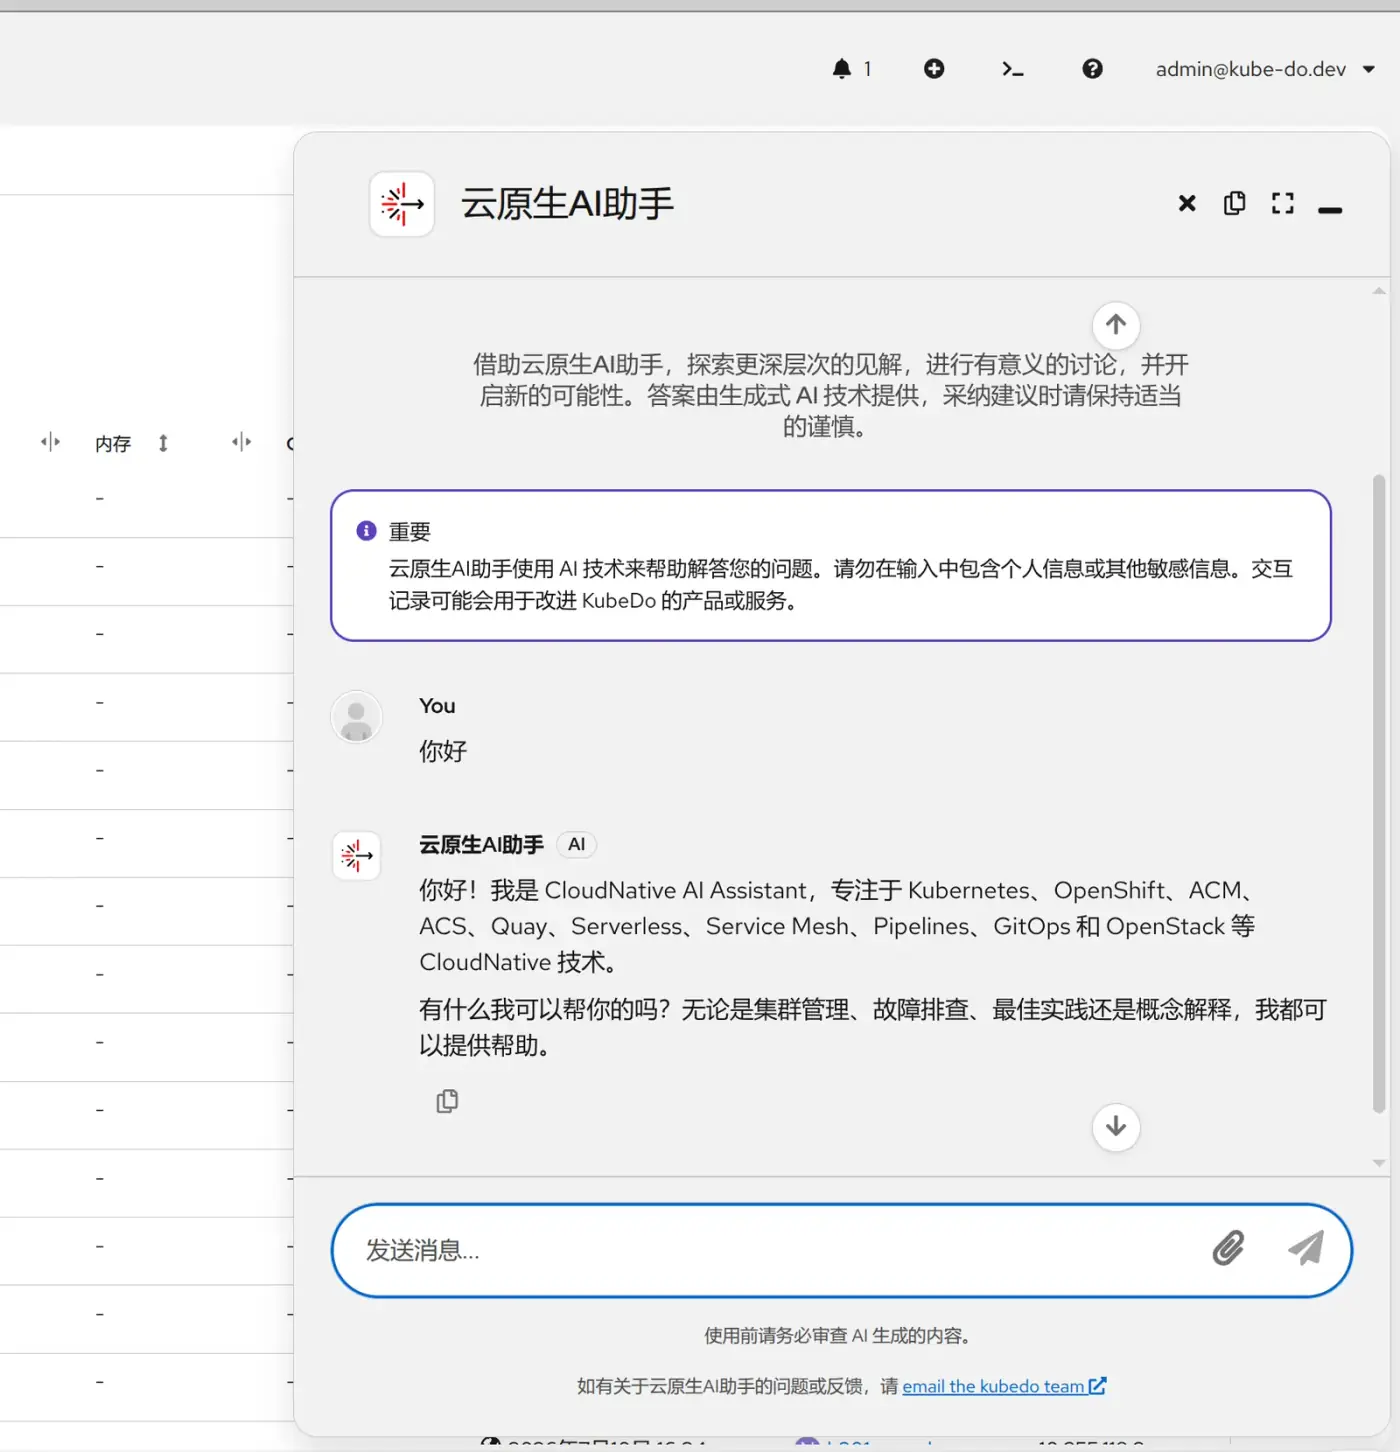 1
admin@kube-do.dev
云原生AI助手
借助云原生AI助手，探索更深层次的见解，进行有意义的讨论，并开
启新的可能性。答案由生成式 AI 技术提供，采纳建议时请保持适当
的谨慎。
内存
重要
云原生AI助手使用 AI 技术来帮助解答您的问题。请勿在输入中包含个人信息或其他敏感信息。交互
记录可能会用于改进 KubeDo 的产品或服务。
You
你好
云原生AI助手 AI
你好！我是 CloudNative AI Assistant，专注于 Kubernetes、OpenShift、ACM、
ACS、Quay、Serverless、Service Mesh、Pipelines、GitOps 和 OpenStack 等
CloudNative 技术。
有什么我可以帮你的吗？无论是集群管理、故障排查、最佳实践还是概念解释，我都可
以提供帮助。
发送消息...
使用前请务必审查 AI 生成的内容。
如有关于云原生AI助手的问题或反馈，请 email the kubedo team